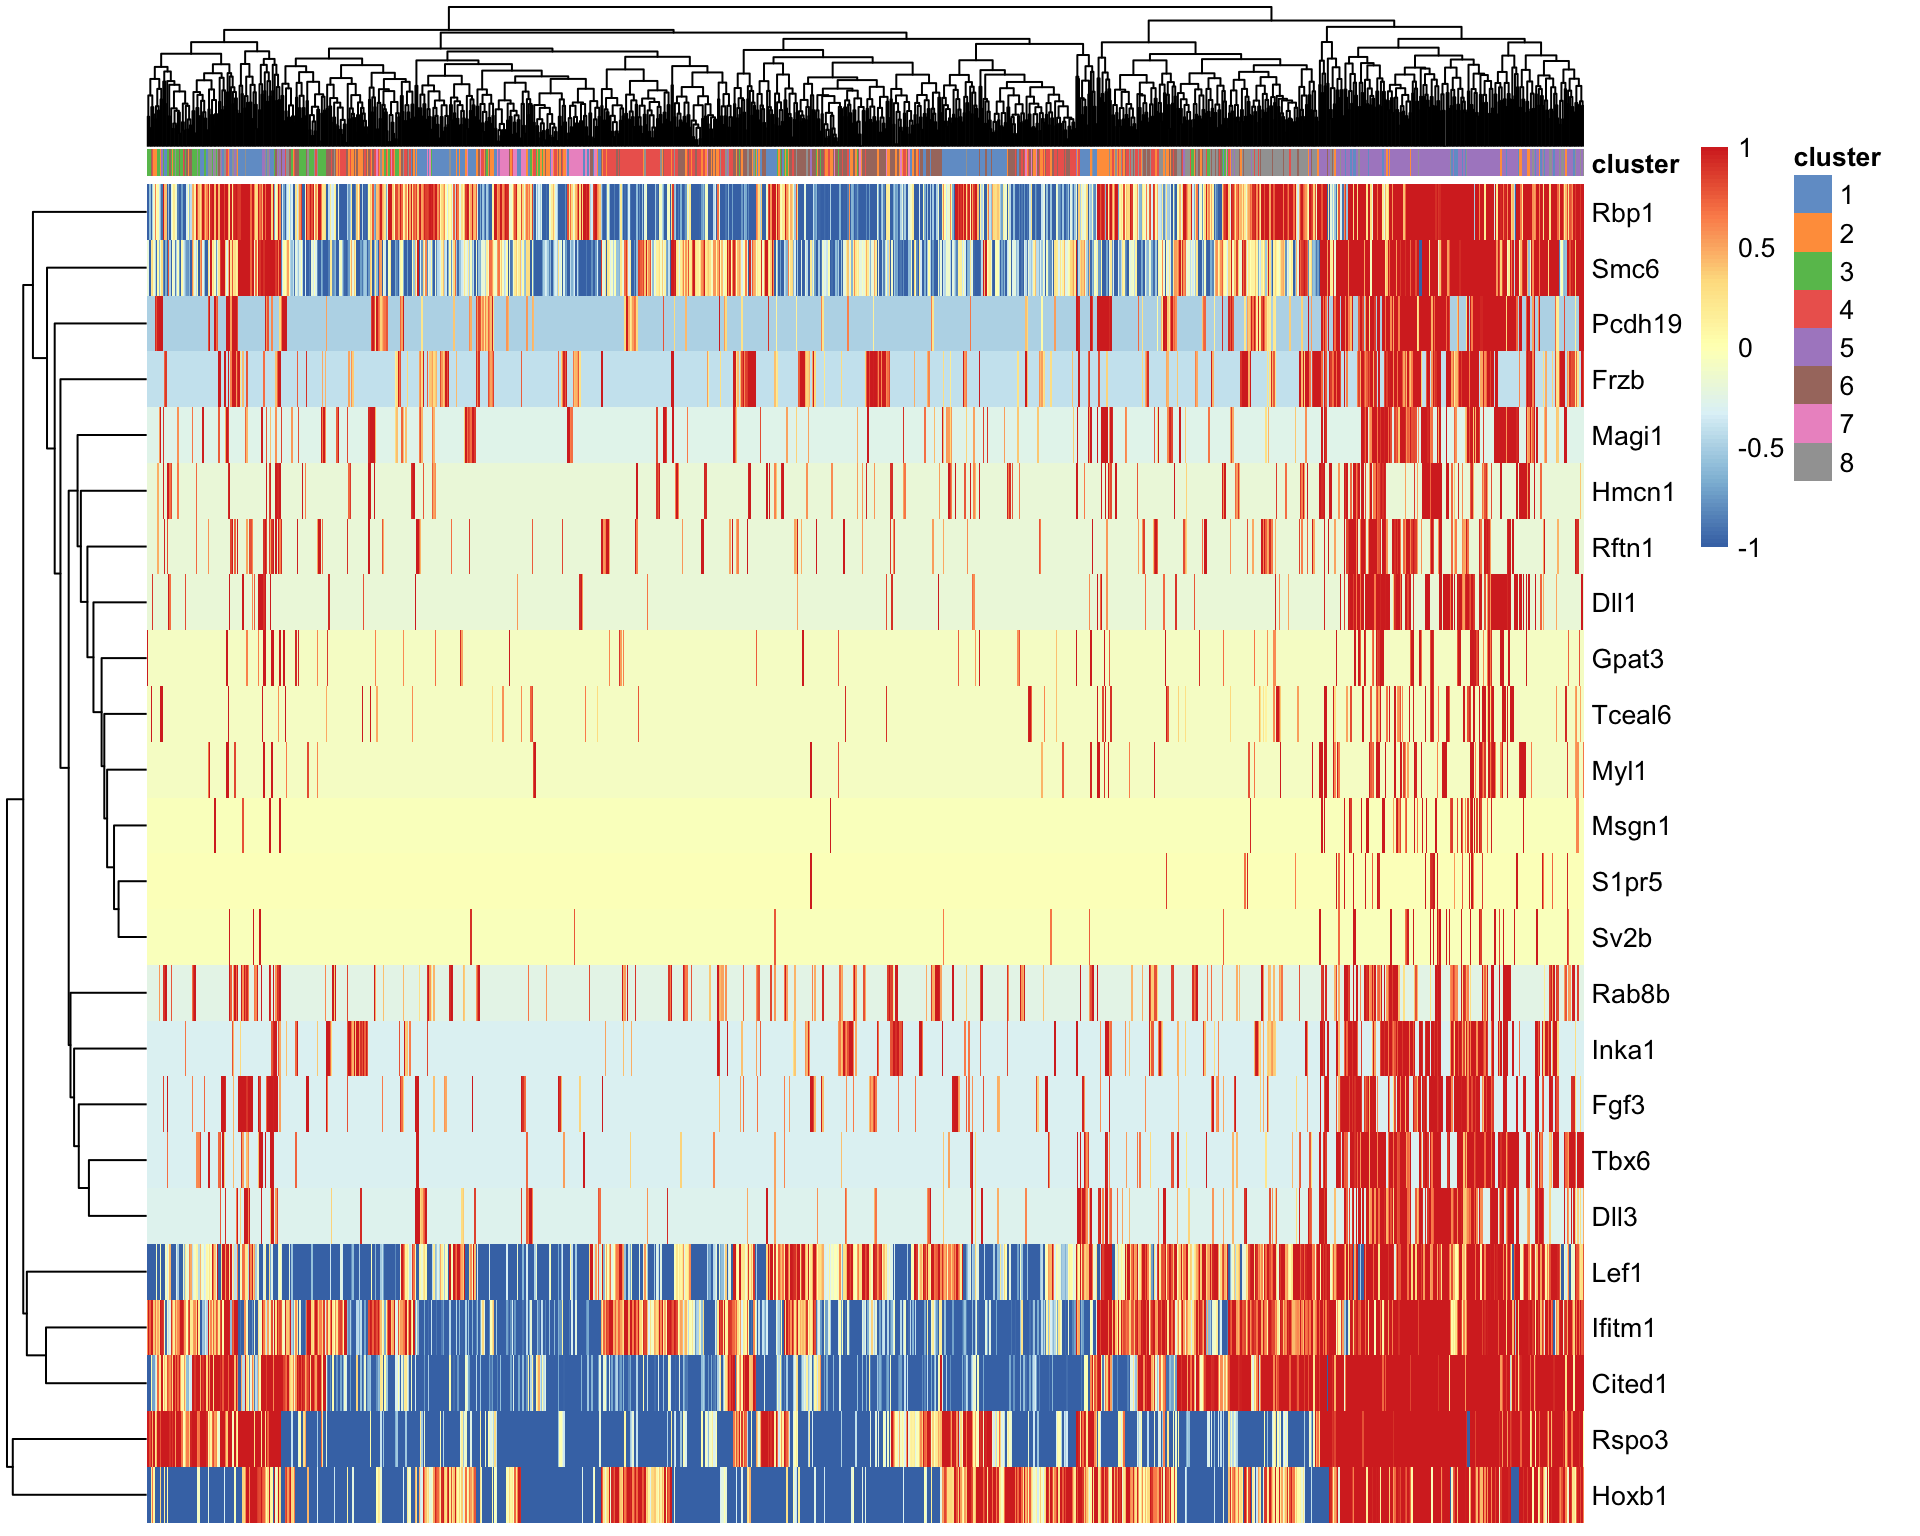 cluster
Rbp1
Smc6
Pcdh19
Frzb
Magi1
Hmcn1
Rftn1
Dll1
Gpat3
Tceal6
Myl1
Msgn1
S1pr5
Sv2b
Rab8b
Inka1
Fgf3
Tbx6
Dll3
Lef1
Ifitm1
Cited1
Rspo3
Hoxb1
1
0.5
0
-0.5
-1
cluster
1
2
3
4
5
6
7
8